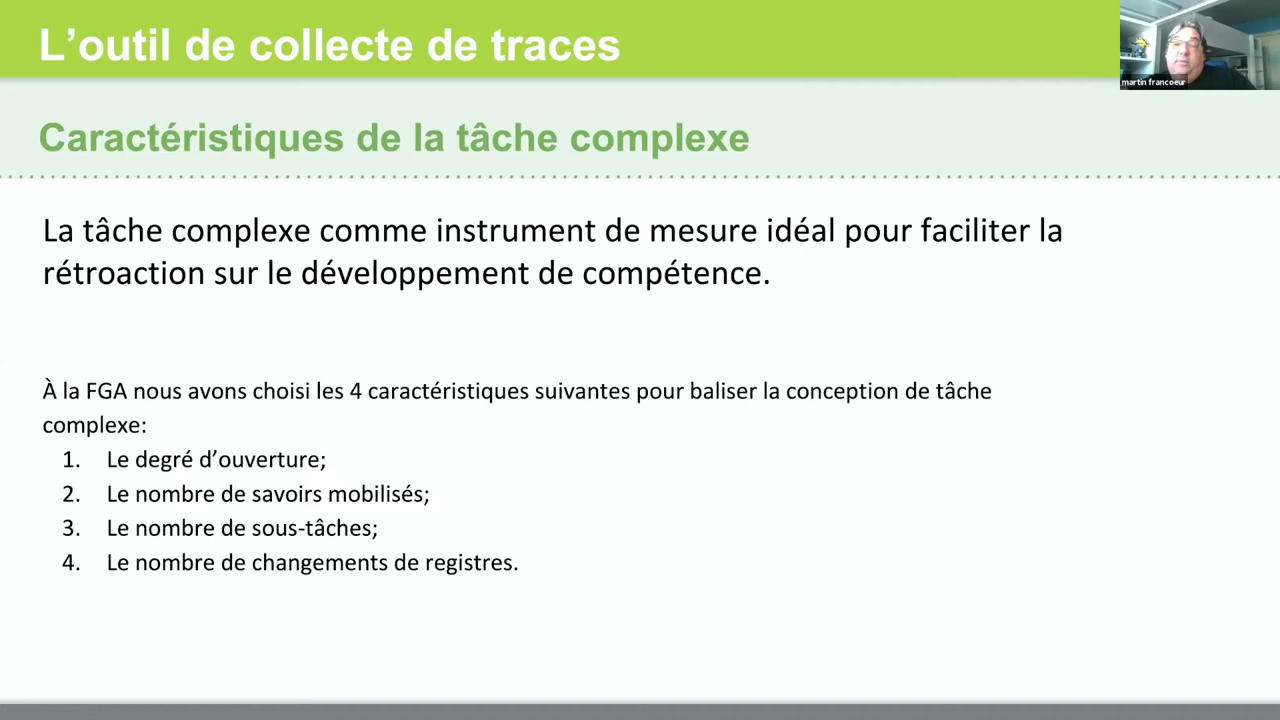 L’outil de collecte de traces
martin francoeur
Caractéristiques de la tâche complexe
La tâche complexe comme instrument de mesure idéal pour faciliter la
rétroaction sur le développement de compétence.
À la FGA nous avons choisi les 4 caractéristiques suivantes pour baliser la conception de tâche
complexe:
1. Le degré d’ouverture;
2. Le nombre de savoirs mobilisés;
3. Le nombre de sous-tâches;
4. Le nombre de changements de registres.